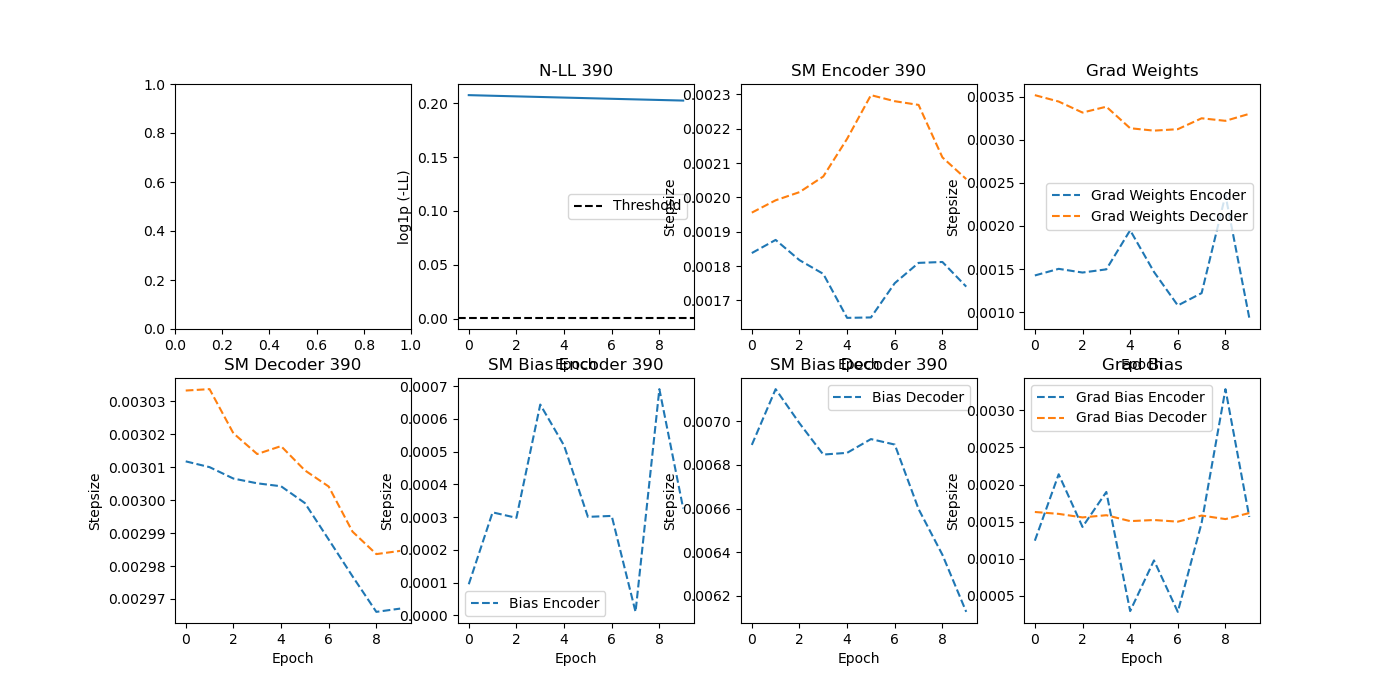 N-LL 390
SM Encoder 390
Grad Weights
1.0
0.8
0.6
0.4
0.2
0.0
0.0 0.2 0.4 0.6 0.8 1.0
log1p (-LL)
0.20
0.15
0.10
0.05
0.00
Threshold
0 2 4 6 8
Epoch
Stepsize
0.0023
0.0022
0.0021
0.0020
0.0019
0.0018
0.0017
0 2 4 6 8
Epoch
Stepsize
0.0035
0.0030
0.0025
0.0020
0.0015
0.0010
Grad Weights Encoder
Grad Weights Decoder
0 2 4 6 8
Epoch
SM Decoder 390
SM Bias Encoder 390
SM Bias Decoder 390
Grad Bias
Stepsize
0.00303
0.00302
0.00301
0.00300
0.00299
0.00298
0.00297
0 2 4 6 8
Epoch
Stepsize
0.0007
0.0006
0.0005
0.0004
0.0003
0.0002
0.0001
0.0000
Bias Encoder
0 2 4 6 8
Epoch
Stepsize
0.0070
0.0068
0.0066
0.0064
0.0062
Bias Decoder
0 2 4 6 8
Epoch
Stepsize
0.0030
0.0025
0.0020
0.0015
0.0010
0.0005
Grad Bias Encoder
Grad Bias Decoder
0 2 4 6 8
Epoch